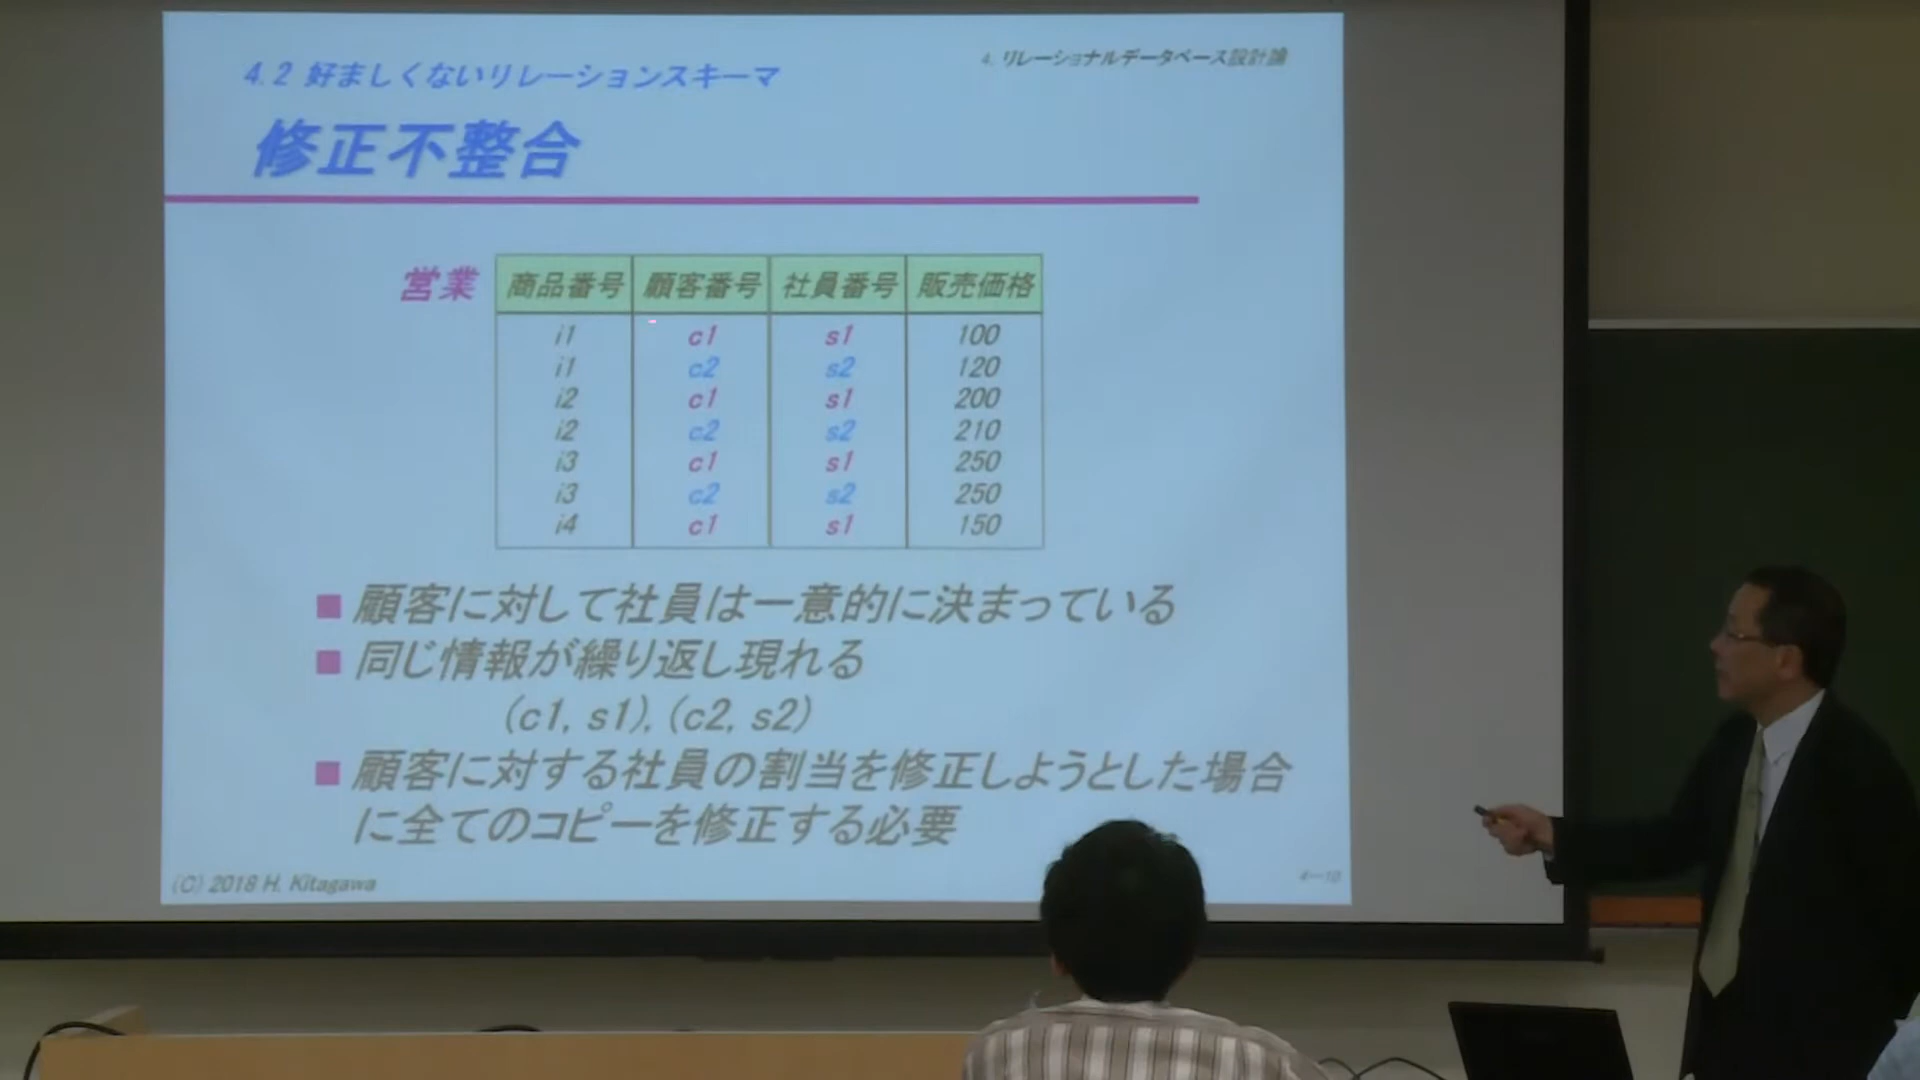 4. リレーショナルデータベース設計論
4.2 好ましくないリレーションスキーマ
修正不整合
営業
商品番号 顧客番号 社員番号 販売価格
i1 c1 s1 100
i1 c2 s2 120
i2 c1 s1 200
i2 c2 s2 210
i3 c1 s1 250
i3 c2 s2 250
i4 c1 s1 150
■ 顧客に対して社員は一意的に決まっている
■ 同じ情報が繰り返し現れる
(c1, s1), (c2, s2)
■ 顧客に対する社員の割当を修正しようとした場合
に全てのコピーを修正する必要
(C) 2018 H. Kitagawa
4-10